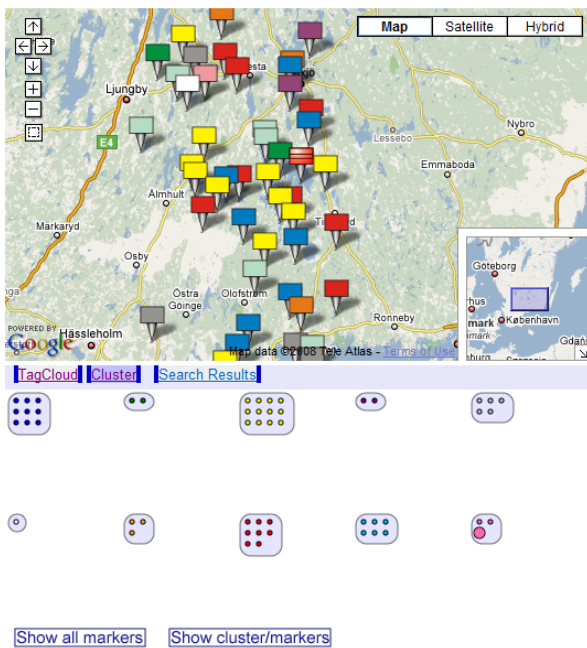 Map Satellite Hybrid
Ljungby
Nybro
Lessebo
E4
Emmaboda
Älmhult
Markaryd
Göteborg
Osby
Östra
Göinge
Olofström
mark
København
Ronneby
POWERED BY
Google
Hässleholm
Map data ©2008 Tele Atlas - Terms of Use
TagCloud Cluster Search Results
Show all markers Show cluster/markers